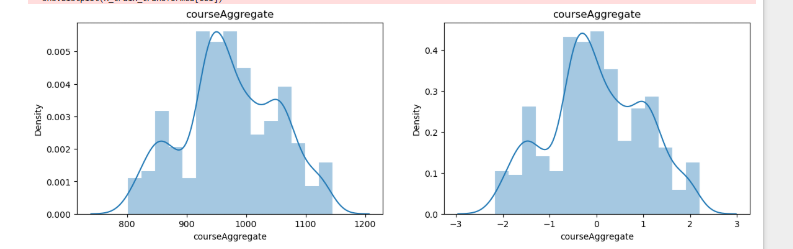 courseAggregate
0.005
0.004
0.003
0.002
0.001
0.000
Density
800 900 1000 1100 1200
courseAggregate
courseAggregate
0.4
0.3
0.2
0.1
0.0
Density
−3 −2 −1 0 1 2 3
courseAggregate